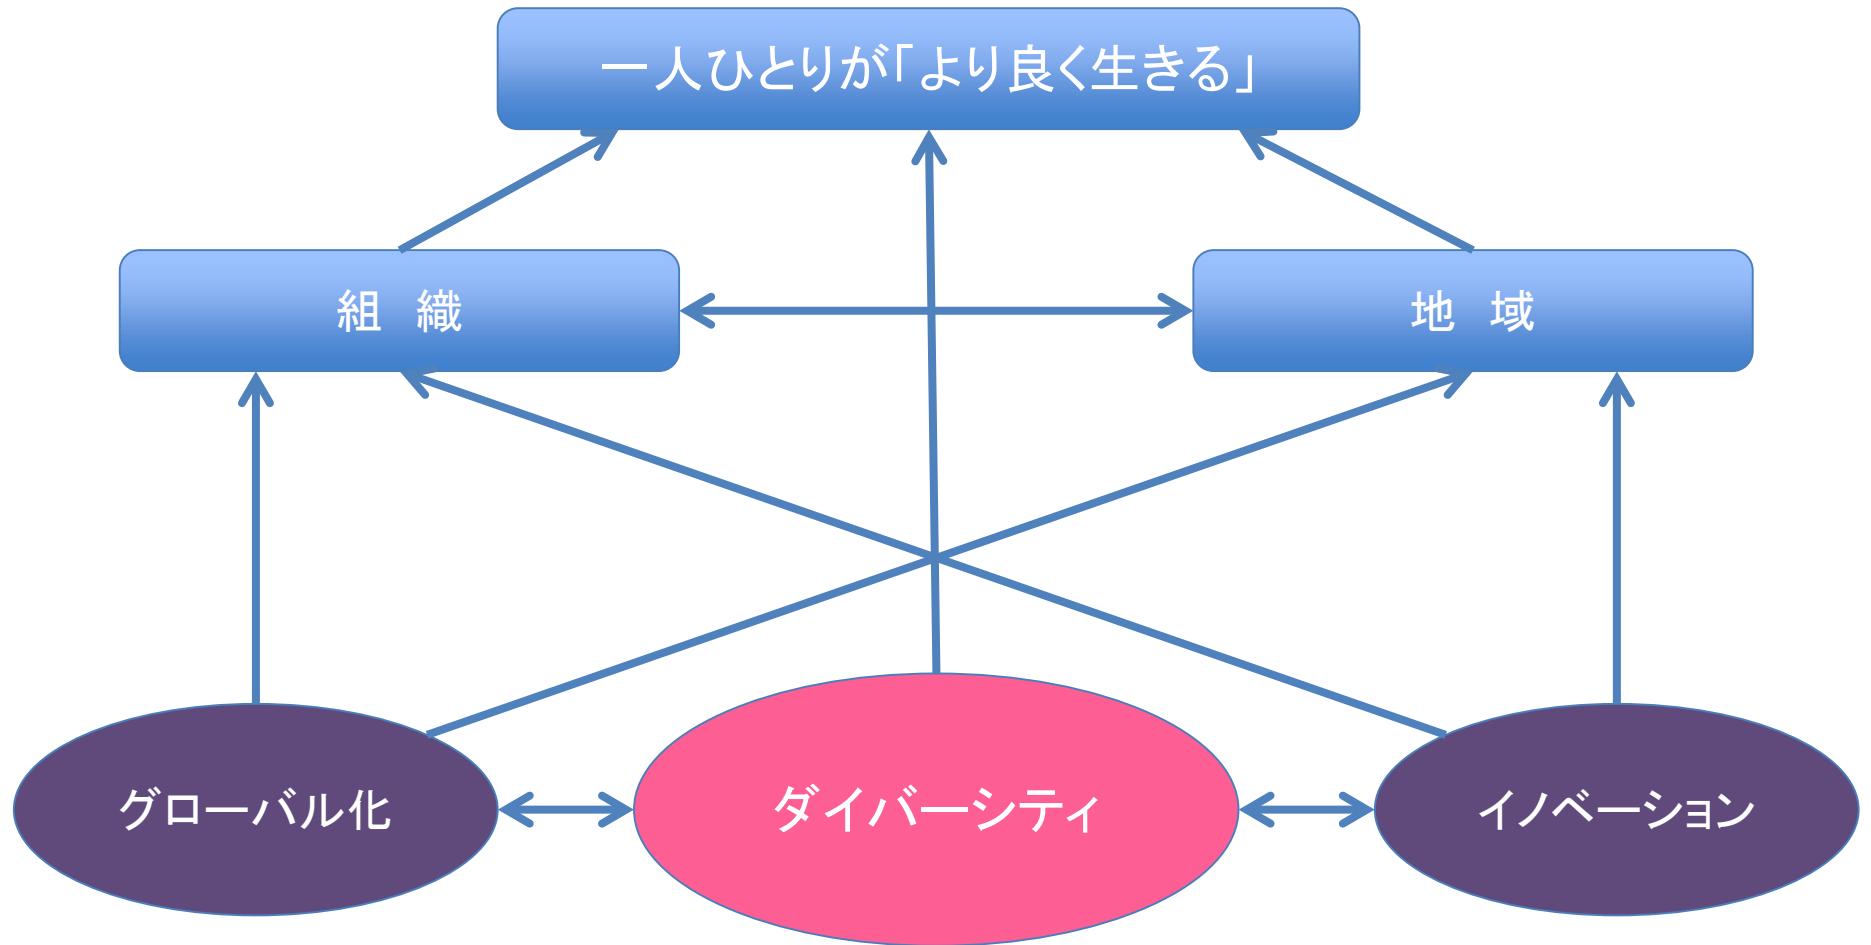 一人ひとりが「より良く生きる」
組　織
地　域
グローバル化
ダイバーシティ
イノベーション